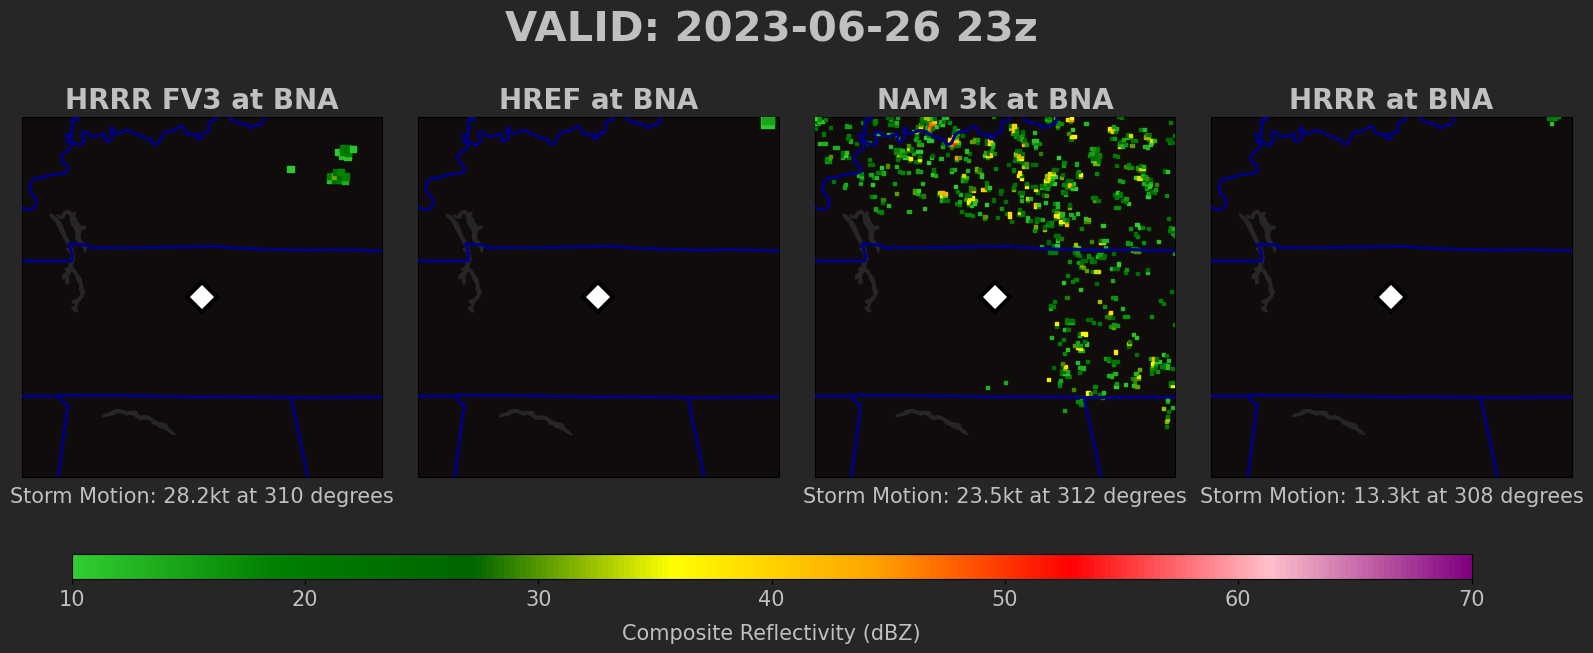 VALID: 2023-06-26 23z
HRRR FV3 at BNA
HREF at BNA
NAM 3k at BNA
HRRR at BNA
Storm Motion: 28.2kt at 310 degrees
Storm Motion: 23.5kt at 312 degrees
Storm Motion: 13.3kt at 308 degrees
10 20 30 40 50 60 70
Composite Reflectivity (dBZ)